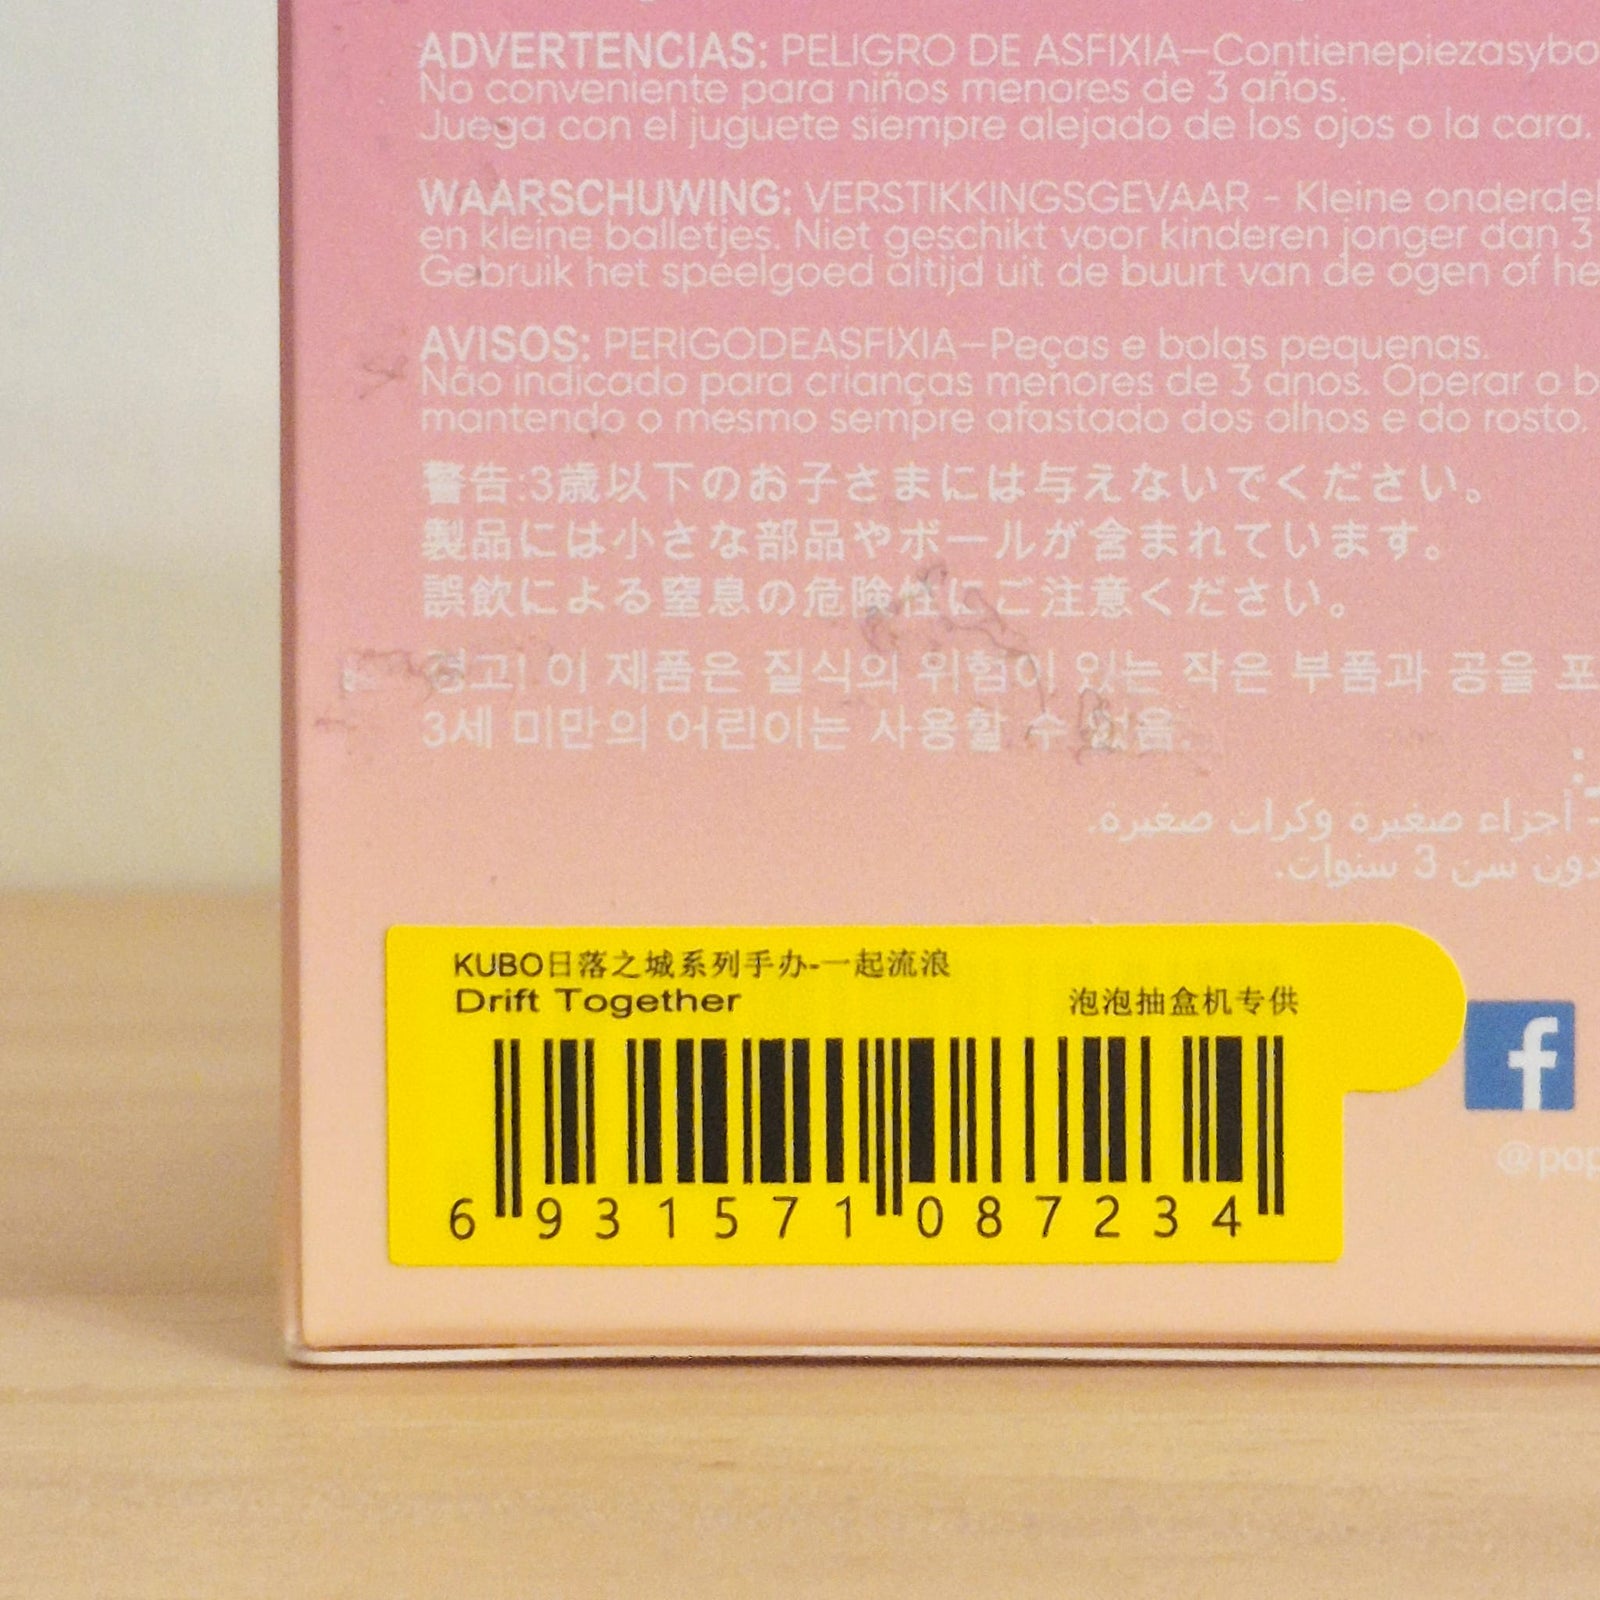 ADVERTENCIAS: PELIGRO DE ASFIXIA—Contienepiezasybo
No conveniente para niños menores de 3 años.
Juega con el juguete siempre alejado de los ojos o la cara.
WAARSCHUWING: VERSTIKKINGSGEVAAR - Kleine onderdel
en kleine balletjes. Niet geschikt voor kinderen jonger dan 3
Gebruik het speelgoed altijd uit de buurt van de ogen of he
AVISOS: PERIGODEASFIXIA—Peças e bolas pequenas.
Não indicado para crianças menores de 3 anos. Operar o b
mantendo o mesmo sempre afastado dos olhos e do rosto.
警告:3歳以下のお子さまには与えないでください。
製品には小さな部品やボールが含まれています。
誤飲による窒息の危険性にご注意ください。
경고! 이 제품은 질식의 위험이 있는 작은 부품과 공을 포
3세 미만의 어린이는 사용할 수 없음.
- أجزاء صغيرة وكرات صغيرة.
دون سن 3 سنوات.
KUBO日落之城系列手办-一起流浪
Drift Together 泡泡抽盒机专供
6 931571 087234
f
@pop